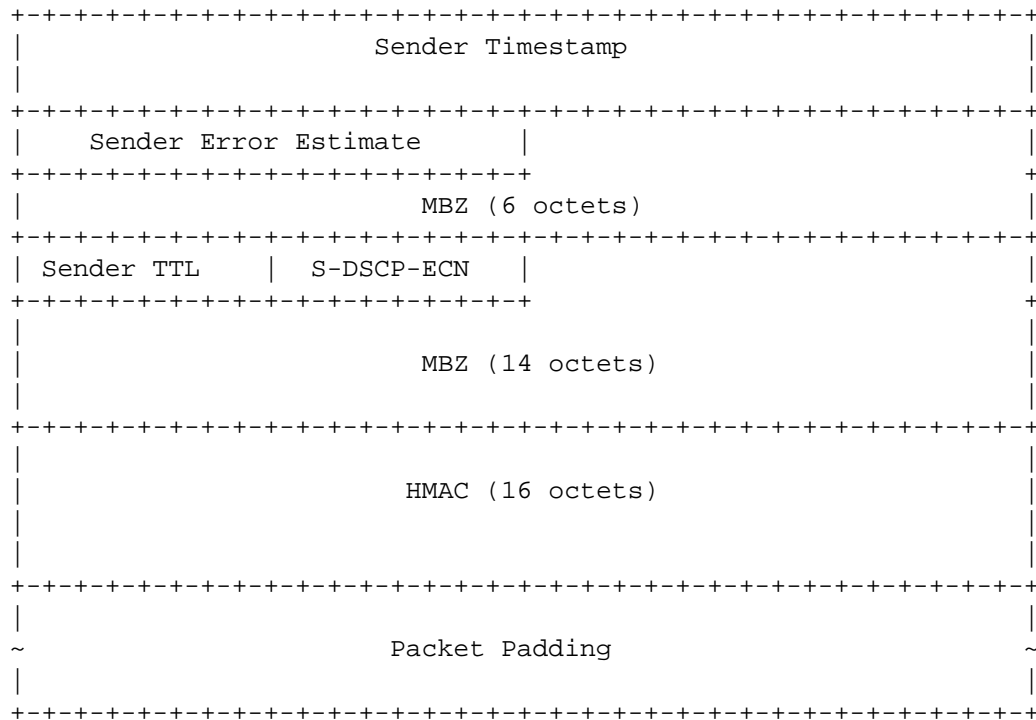 +-+-+-+-+-+-+-+-+-+-+-+-+-+-+-+-+-+-+-+-+-+-+-+-+-+-+-+-+-+-+-+-+
|                      Sender Timestamp                         |
|                                                               |
+-+-+-+-+-+-+-+-+-+-+-+-+-+-+-+-+-+-+-+-+-+-+-+-+-+-+-+-+-+-+-+-+
|    Sender Error Estimate      |                               |
+-+-+-+-+-+-+-+-+-+-+-+-+-+-+-+-+                               +
|                         MBZ (6 octets)                        |
+-+-+-+-+-+-+-+-+-+-+-+-+-+-+-+-+-+-+-+-+-+-+-+-+-+-+-+-+-+-+-+-+
| Sender TTL    |  S-DSCP-ECN   |                               |
+-+-+-+-+-+-+-+-+-+-+-+-+-+-+-+-+                               +
|                                                               |
|                         MBZ (14 octets)                       |
|                                                               |
+-+-+-+-+-+-+-+-+-+-+-+-+-+-+-+-+-+-+-+-+-+-+-+-+-+-+-+-+-+-+-+-+
|                                                               |
|                        HMAC (16 octets)                       |
|                                                               |
|                                                               |
+-+-+-+-+-+-+-+-+-+-+-+-+-+-+-+-+-+-+-+-+-+-+-+-+-+-+-+-+-+-+-+-+
|                                                               |
~                       Packet Padding                          ~
|                                                               |
+-+-+-+-+-+-+-+-+-+-+-+-+-+-+-+-+-+-+-+-+-+-+-+-+-+-+-+-+-+-+-+-+